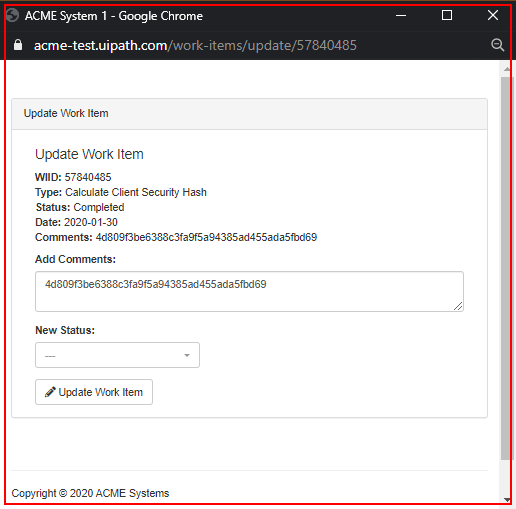 ACME System 1 - Google Chrome
acme-test.uipath.com/work-items/update/57840485
Update Work Item
Update Work Item
WIID: 57840485
Type: Calculate Client Security Hash
Status: Completed
Date: 2020-01-30
Comments: 4d809f3be6388c3fa9f5a94385ad455ada5fbd69
Add Comments:
4d809f3be6388c3fa9f5a94385ad455ada5fbd69
New Status:
---
Update Work Item
Copyright © 2020 ACME Systems